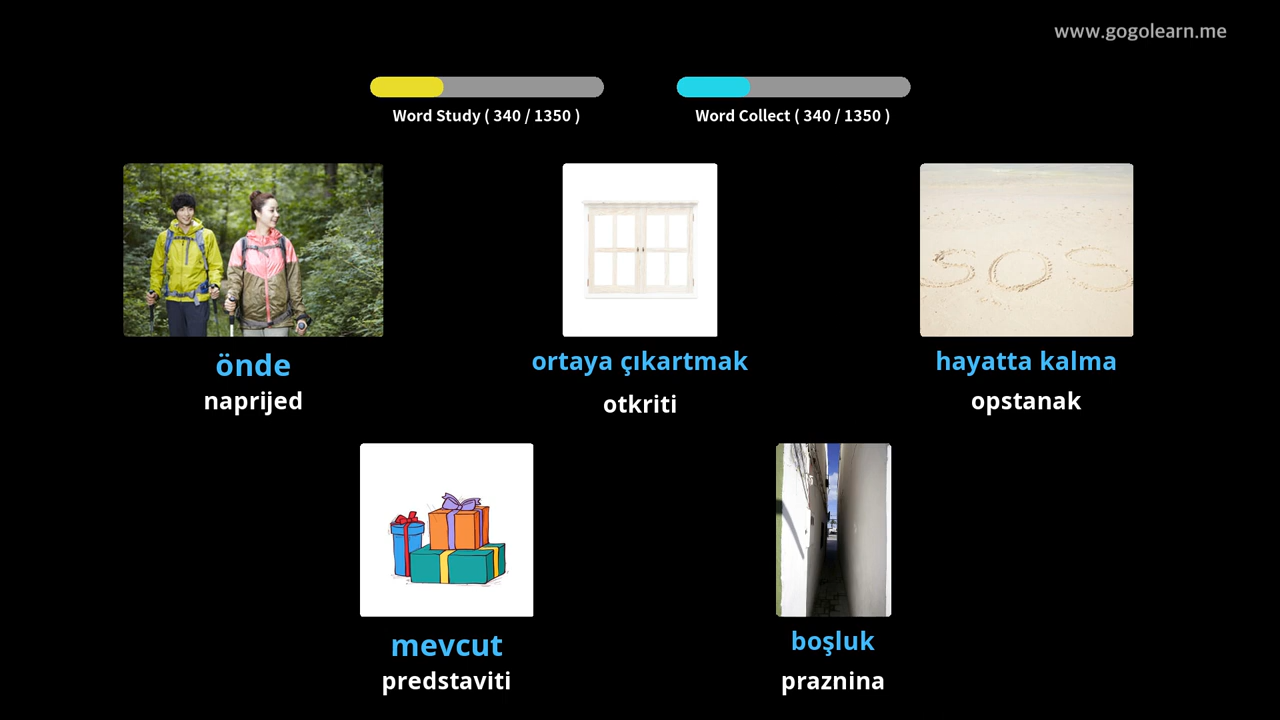 www.gogolearn.me
Word Study ( 340 / 1350 )
Word Collect ( 340 / 1350 )
SOS
önde
naprijed
ortaya çıkartmak
otkriti
hayatta kalma
opstanak
mevcut
predstaviti
boşluk
praznina